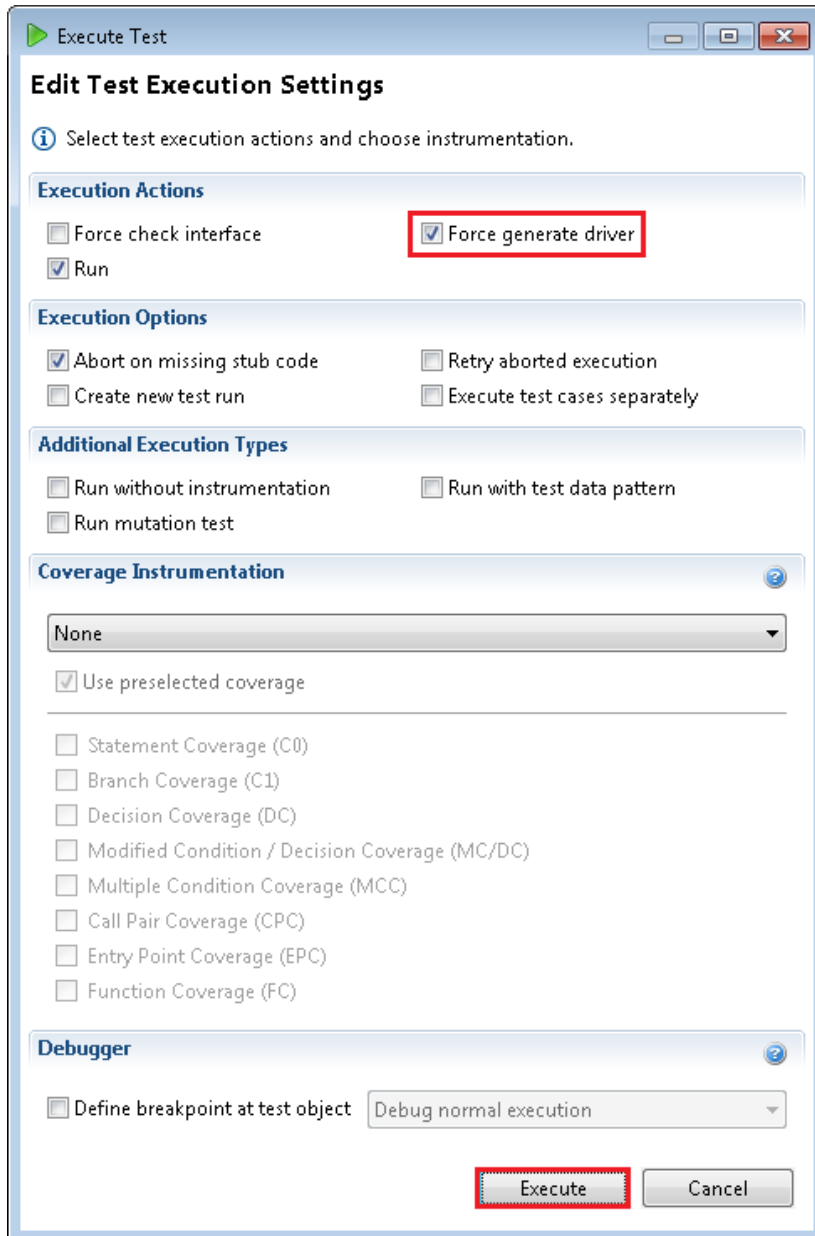 Execute Test
Edit Test Execution Settings
Select test execution actions and choose instrumentation.
Execution Actions
Force check interface
Force generate driver
Run
Execution Options
Abort on missing stub code
Retry aborted execution
Create new test run
Execute test cases separately
Additional Execution Types
Run without instrumentation
Run with test data pattern
Run mutation test
Coverage Instrumentation
None
Use preselected coverage
Statement Coverage (C0)
Branch Coverage (C1)
Decision Coverage (DC)
Modified Condition / Decision Coverage (MC/DC)
Multiple Condition Coverage (MCC)
Call Pair Coverage (CPC)
Entry Point Coverage (EPC)
Function Coverage (FC)
Debugger
Define breakpoint at test object
Debug normal execution
Execute
Cancel